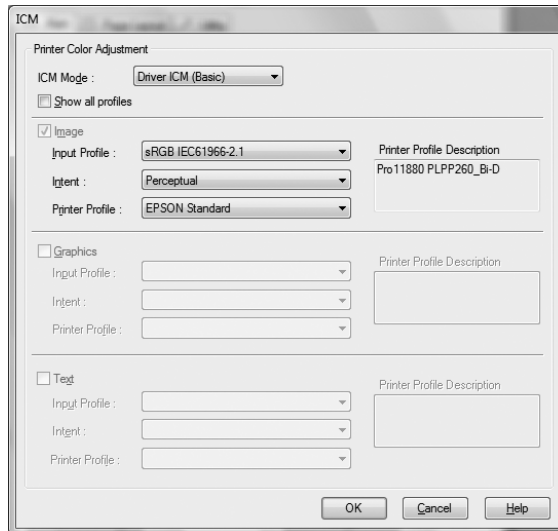 ICM
Printer Color Adjustment
ICM Mode : Driver ICM (Basic)
Show all profiles
Image
Input Profile : sRGB IEC61966-2.1
Intent : Perceptual
Printer Profile : EPSON Standard
Printer Profile Description
Pro11880 PLPP260_Bi-D
Graphics
Input Profile :
Intent :
Printer Profile :
Printer Profile Description
Text
Input Profile :
Intent :
Printer Profile :
Printer Profile Description
OK Cancel Help